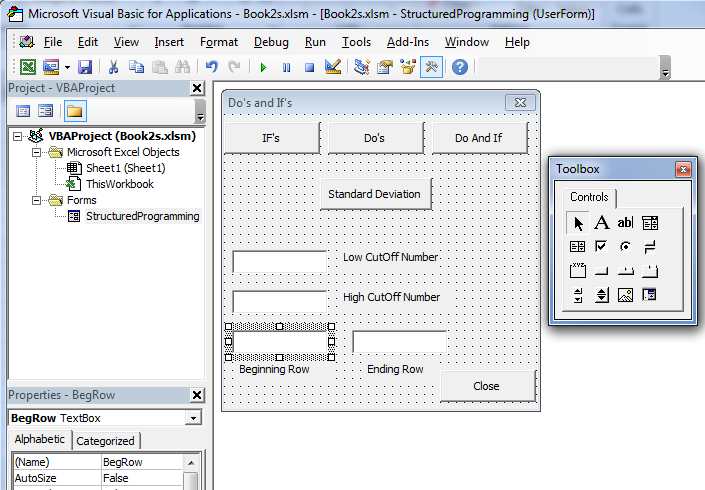 Microsoft Visual Basic for Applications - Book2s.xlsm - [Book2s.xlsm - StructuredProgramming (UserForm)]
File Edit View Insert Format Debug Run Tools Add-Ins Window Help
Project - VBAProject
VBAProject (Book2s.xlsm)
Microsoft Excel Objects
Sheet1 (Sheet1)
ThisWorkbook
Forms
StructuredProgramming
Properties - BegRow
BegRow TextBox
Alphabetic Categorized
(Name) BegRow
AutoSize False
Do's and If's
IF's Do's Do And If
Standard Deviation
Low CutOff Number
High CutOff Number
Beginning Row Ending Row
Close
Toolbox
Controls
A ab|
XYZ